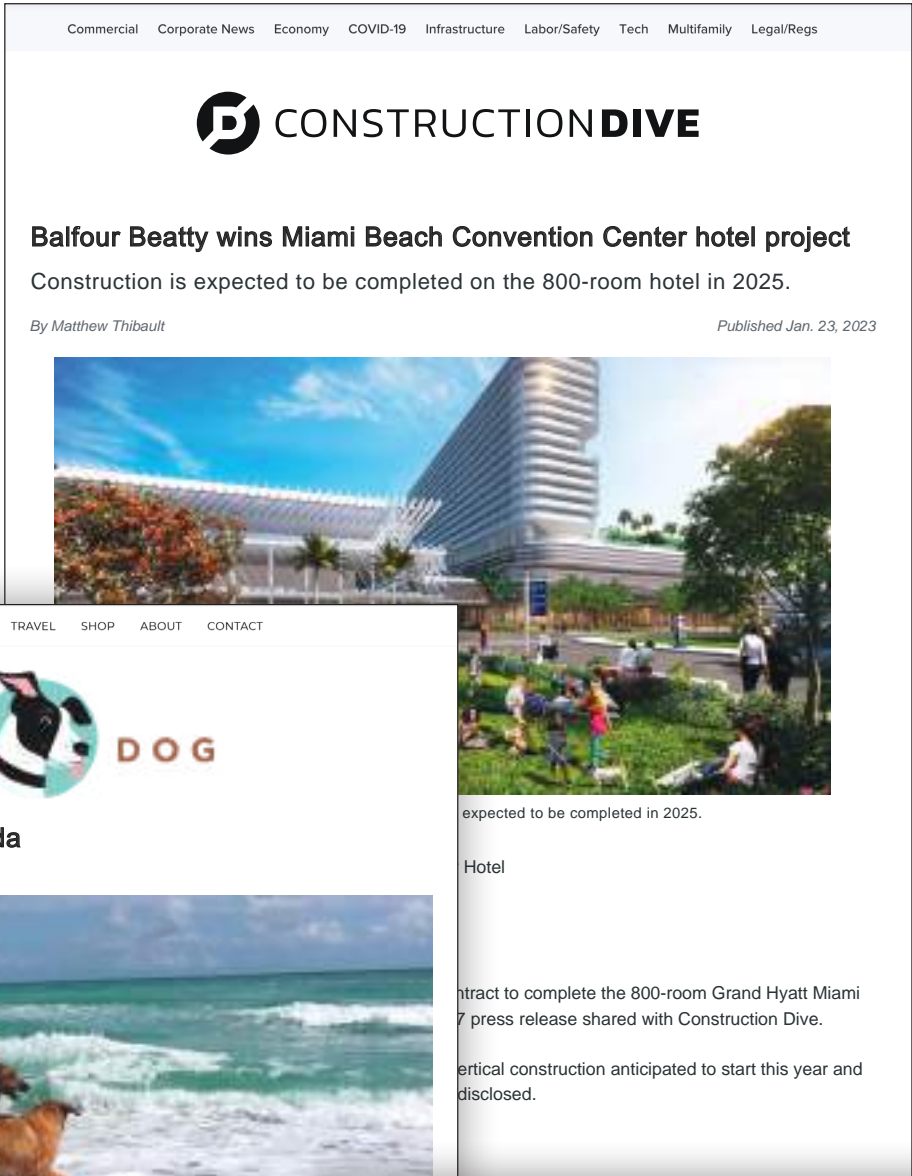 Commercial Corporate News Economy COVID-19 Infrastructure Labor/Safety Tech Multifamily Legal/Regs
CONSTRUCTIONDIVE
Balfour Beatty wins Miami Beach Convention Center hotel project
Construction is expected to be completed on the 800-room hotel in 2025.
By Matthew Thibault Published Jan. 23, 2023
expected to be completed in 2025.
Hotel
ntract to complete the 800-room Grand Hyatt Miami
7 press release shared with Construction Dive.
ertical construction anticipated to start this year and
disclosed.
TRAVEL SHOP ABOUT CONTACT
DOG
da